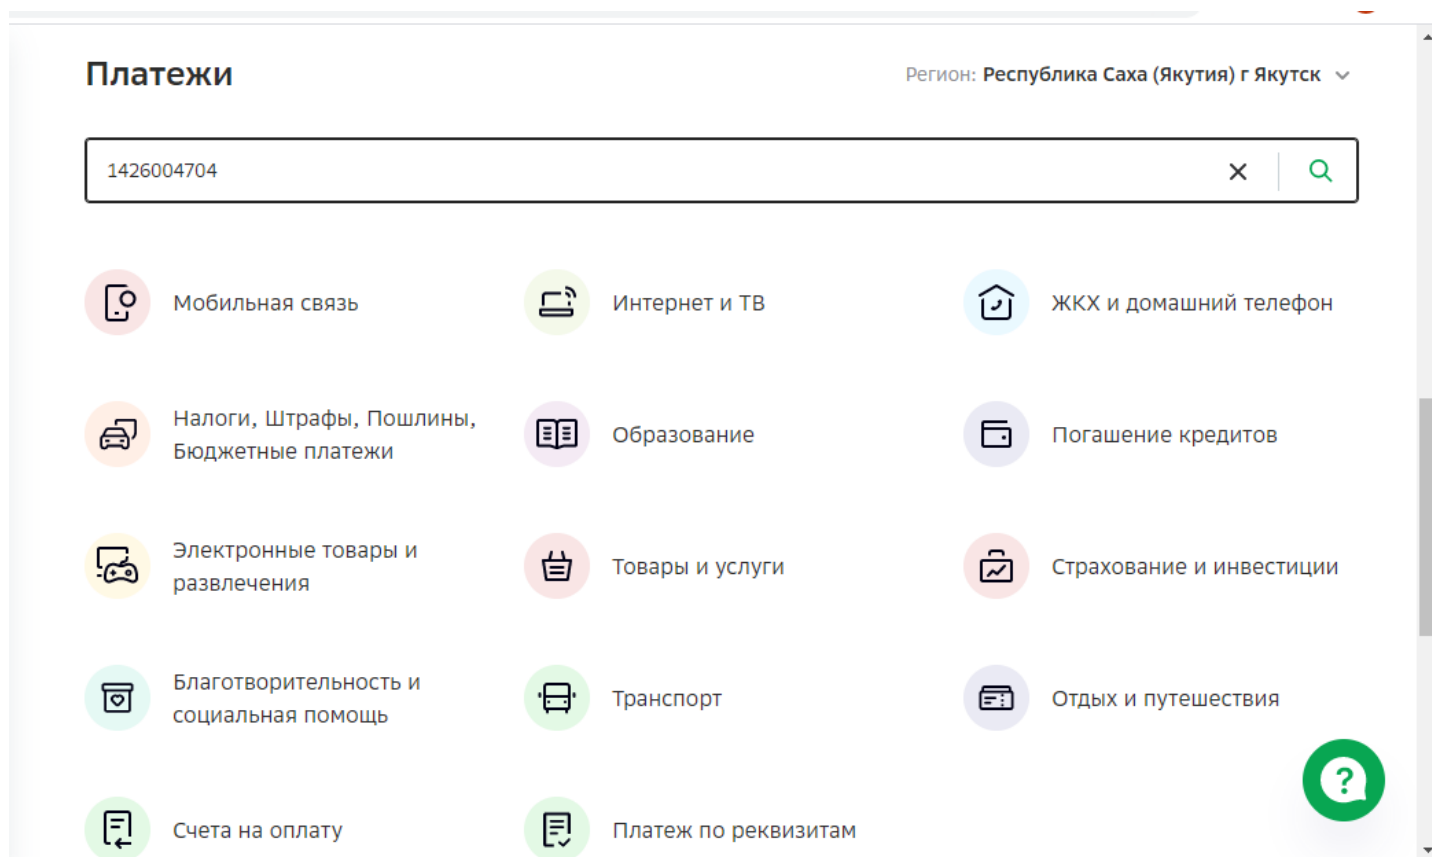 Платежи
Регион: Республика Саха (Якутия) г Якутск
1426004704
Мобильная связь
Интернет и ТВ
ЖКХ и домашний телефон
Налоги, Штрафы, Пошлины,
Бюджетные платежи
Образование
Погашение кредитов
Электронные товары и
развлечения
Товары и услуги
Страхование и инвестиции
Благотворительность и
социальная помощь
Транспорт
Отдых и путешествия
Счета на оплату
Платеж по реквизитам